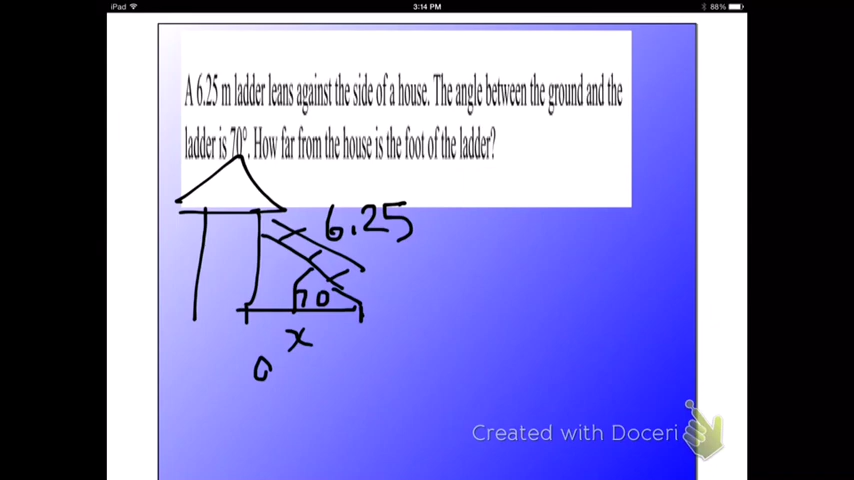 iPad 3:14 PM 88%
A 6.25 m ladder leans against the side of a house. The angle between the ground and the
ladder is 70°. How far from the house is the foot of the ladder?
6.25
70
x
Created with Doceri